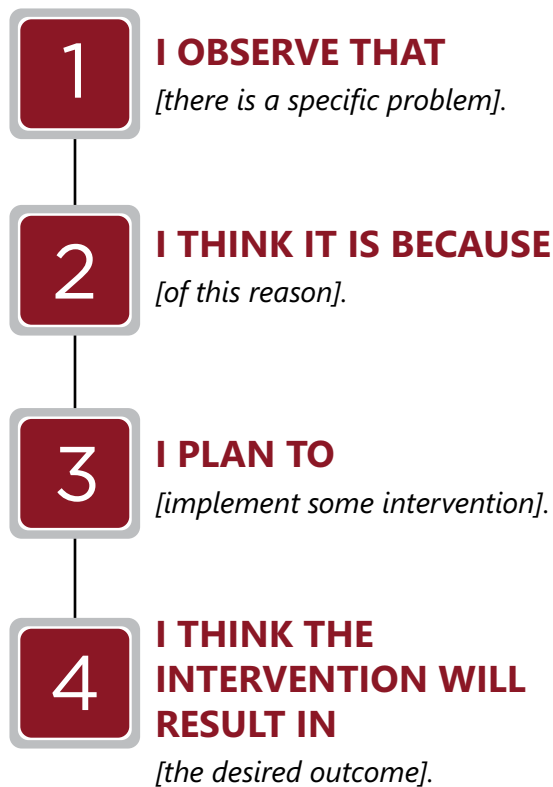 1
I OBSERVE THAT
[there is a specific problem].
2
I THINK IT IS BECAUSE
[of this reason].
3
I PLAN TO
[implement some intervention].
4
I THINK THE
INTERVENTION WILL
RESULT IN
[the desired outcome].